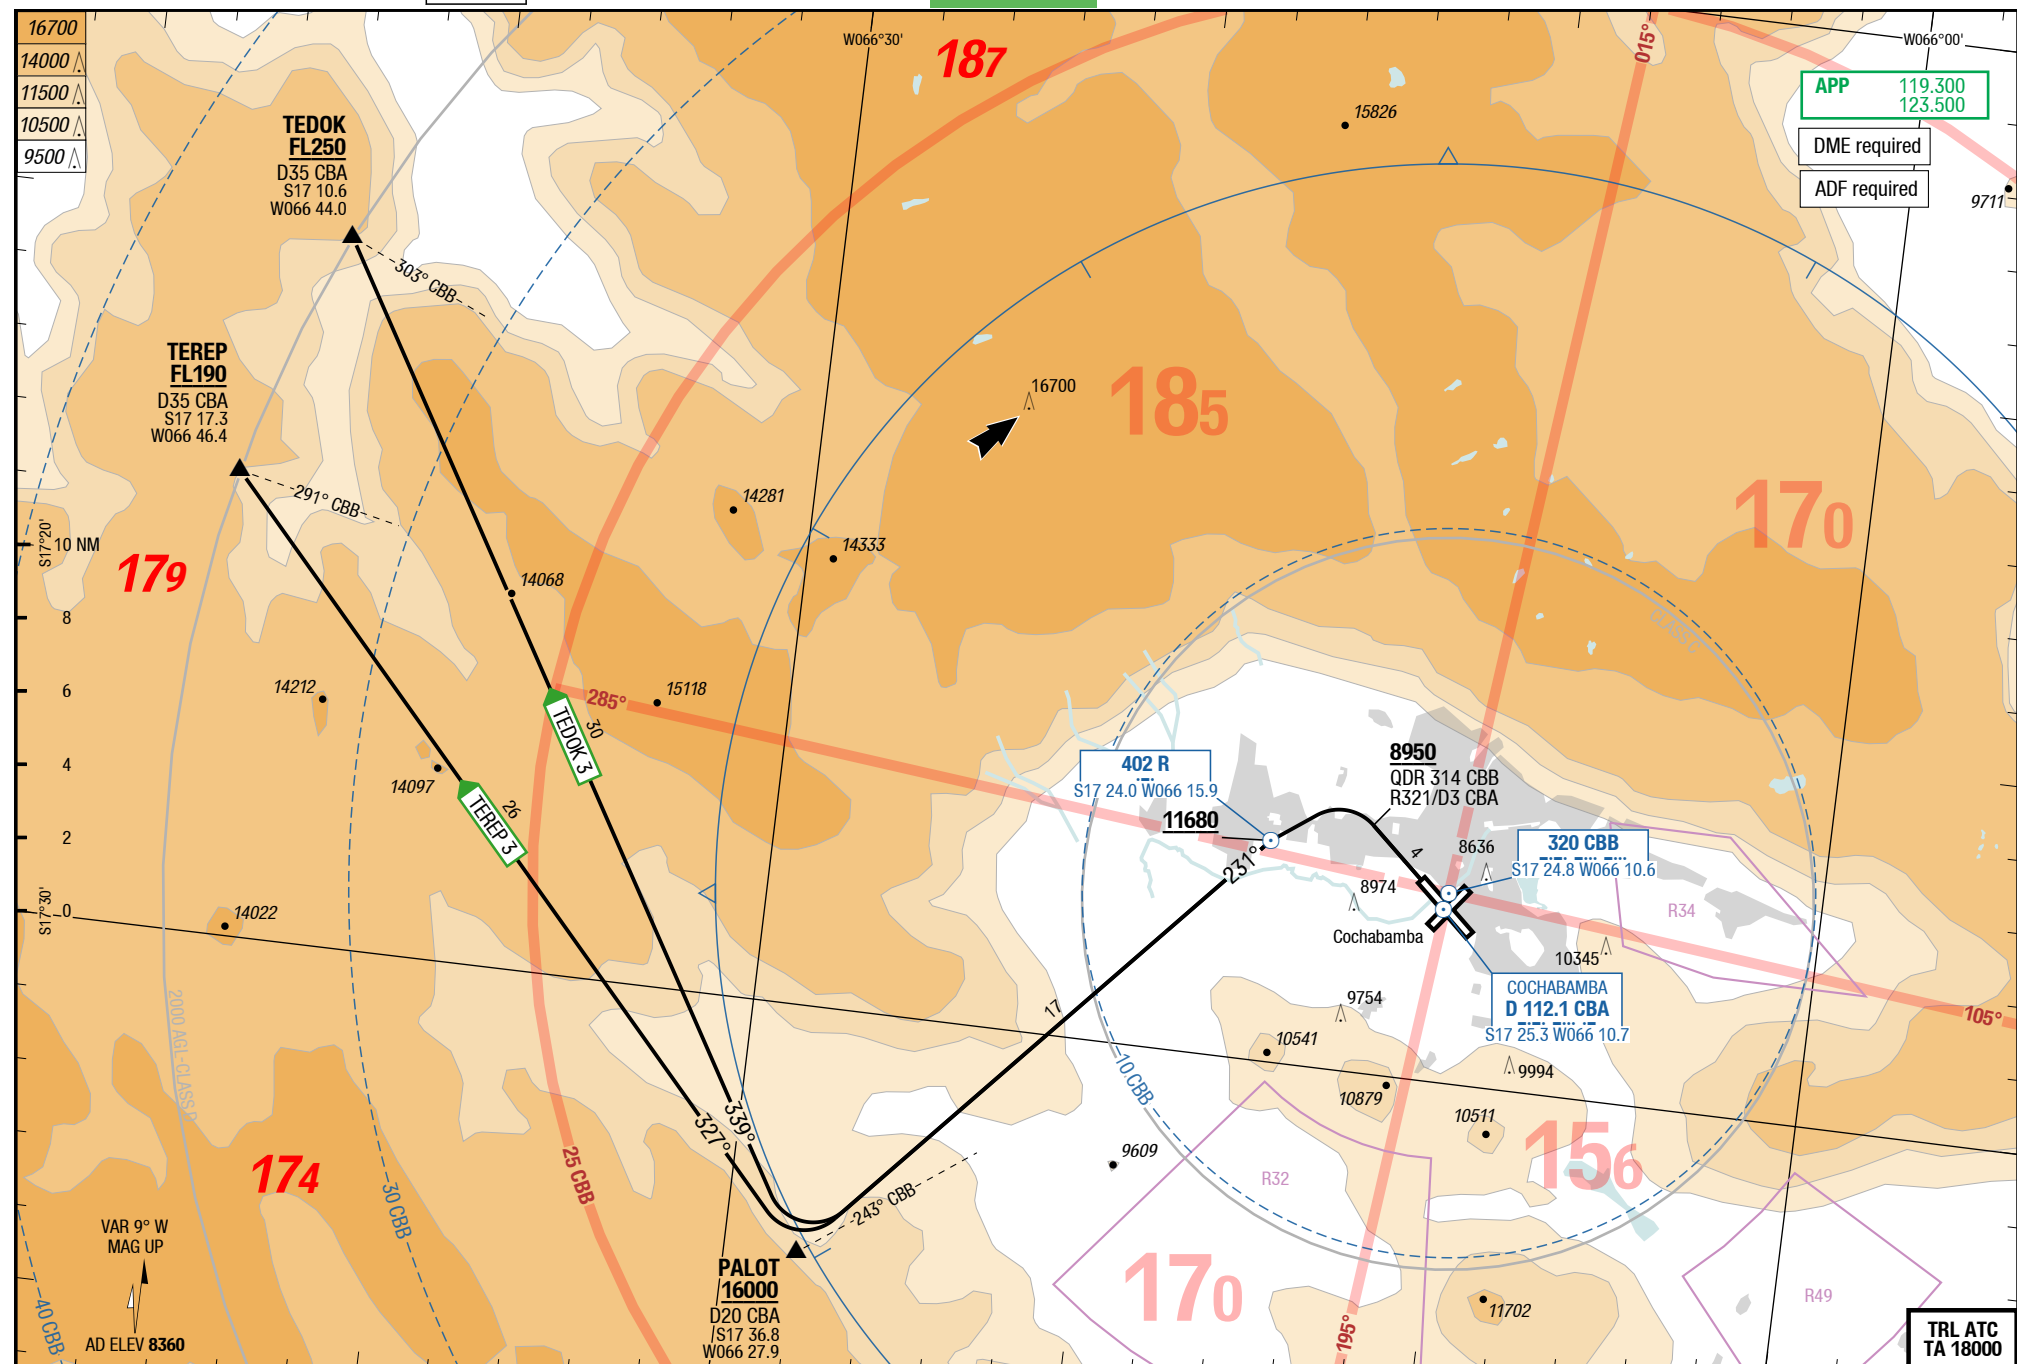 16700
14000
11500
10500
9500
W066°30'
187
015°
W066°00'
APP 119.300
123.500
DME required
ADF required
15826
9711
TEDOK
FL250
D35 CBA
S17 10.6
W066 44.0
303° CBB
TEREP
FL190
D35 CBA
S17 17.3
W066 46.4
291° CBB
16700
185
170
14281
14333
S17°20'
10 NM
179
14068
8
CLASS C
6
14212
285°
15118
30
TEDOK 3
4
14097
26
TEREP 3
402 R
S17 24.0 W066 15.9
8950
QDR 314 CBB
R321/D3 CBA
2
11680
231°
4
8636
320 CBB
S17 24.8 W066 10.6
8974
R34
S17°30'
0
14022
Cochabamba
10345
COCHABAMBA
D 112.1 CBA
S17 25.3 W066 10.7
105°
2000 AGL-CLASS D
17
9754
10541
10CBB
10879
9994
10511
339°
327°
9609
156
174
25 CBB
30 CBB
243° CBB
R32
VAR 9° W
MAG UP
PALOT
16000
D20 CBA
S17 36.8
W066 27.9
170
R49
11702
195°
40CBB
AD ELEV 8360
TRL ATC
TA 18000